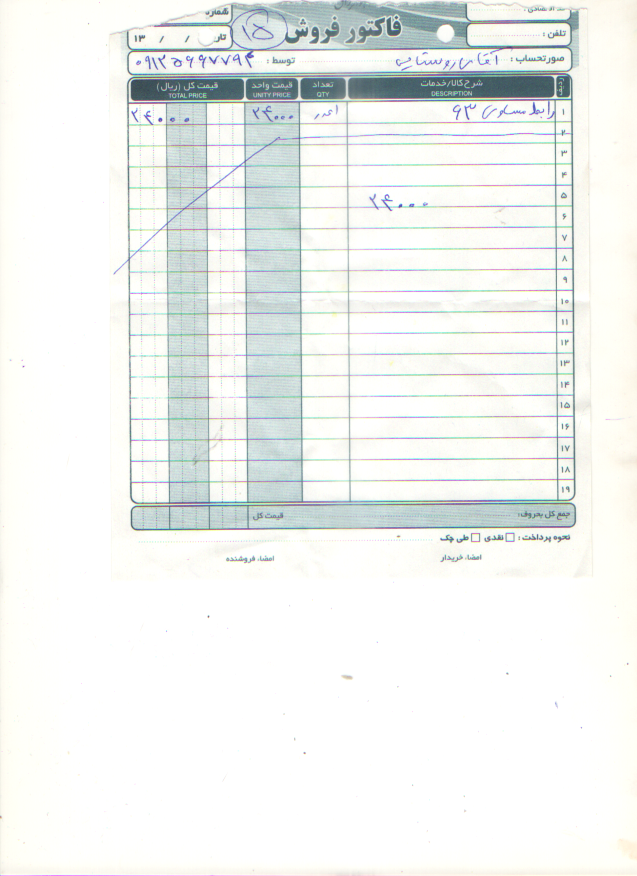 شماره
فاکتور فروش ۱۵
تلفن :
تار / / ۱۳
صورتحساب : آقای روستایی توسط : ۰۹۱۲۵۶۹۷۷۹۴
ردیف شرح کالا/خدمات تعداد قیمت واحد قیمت کل (ریال)
DESCRIPTION QTY UNITY PRICE TOTAL PRICE
۱ رابط مساوی ۶۳ ۱عدد ۲۴۰۰۰ ۲۴۰۰۰
۲
۳
۴
۵ ۲۴۰۰۰
۶
۷
۸
۹
۱۰
۱۱
۱۲
۱۳
۱۴
۱۵
۱۶
۱۷
۱۸
۱۹
جمع کل بحروف: قیمت کل
نحوه پرداخت : نقدی طی چک
امضاء خریدار امضاء فروشنده